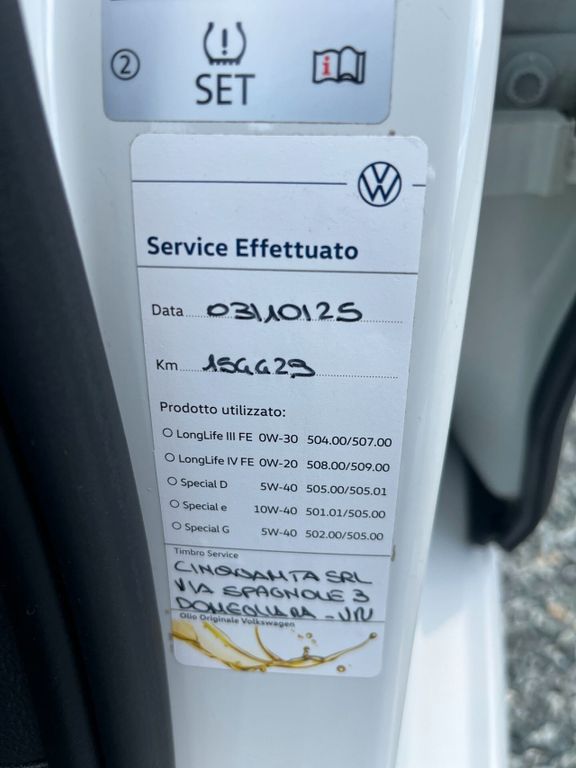 2
SET
i
Service Effettuato
Data 03/10/25
Km 154429
Prodotto utilizzato:
LongLife III FE 0W-30 504.00/507.00
LongLife IV FE 0W-20 508.00/509.00
Special D 5W-40 505.00/505.01
Special e 10W-40 501.01/505.00
Special G 5W-40 502.00/505.00
Timbro Service
CINQUANTA SRL
VIA SPAGNOLE 3
DOMEGLIARA - VR
Olio Originale Volkswagen